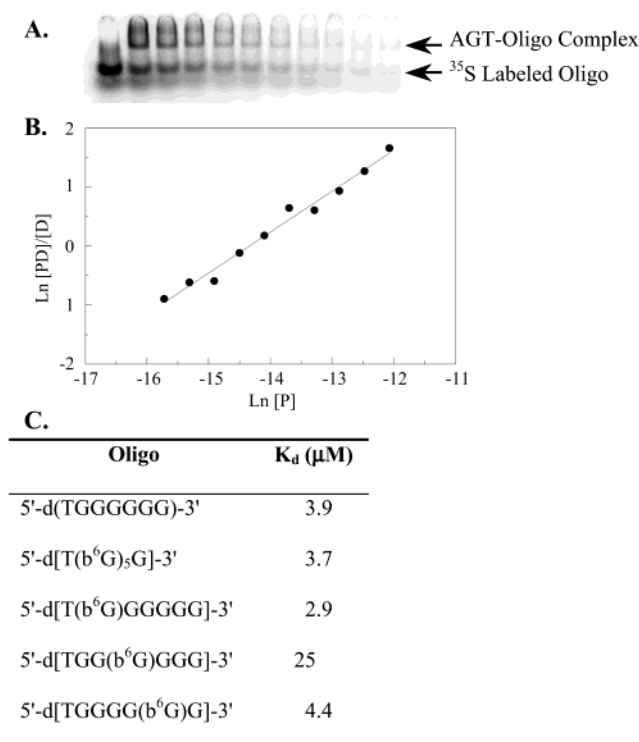 A.
AGT-Oligo Complex
³⁵S Labeled Oligo
B.
2
1
0
1
-2
Ln [PD]/[D]
-17 -16 -15 -14 -13 -12 -11
Ln [P]
C.
Oligo K_d (μM)
5'-d(TGGGGGG)-3' 3.9
5'-d[T(b⁶G)₅G]-3' 3.7
5'-d[T(b⁶G)GGGGG]-3' 2.9
5'-d[TGG(b⁶G)GGG]-3' 25
5'-d[TGGGG(b⁶G)G]-3' 4.4